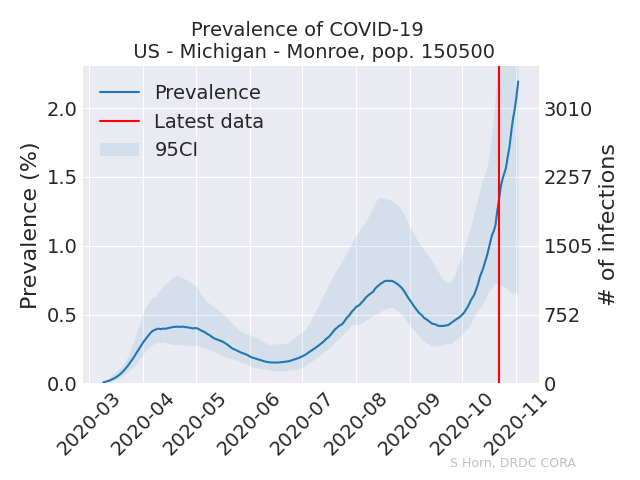 Prevalence of COVID-19
US - Michigan - Monroe, pop. 150500
Prevalence
Latest data
95CI
Prevalence (%)
2.0
1.5
1.0
0.5
0.0
3010
2257
1505
752
0
# of infections
2020-03
2020-04
2020-05
2020-06
2020-07
2020-08
2020-09
2020-10
2020-11
S Horn, DRDC CORA